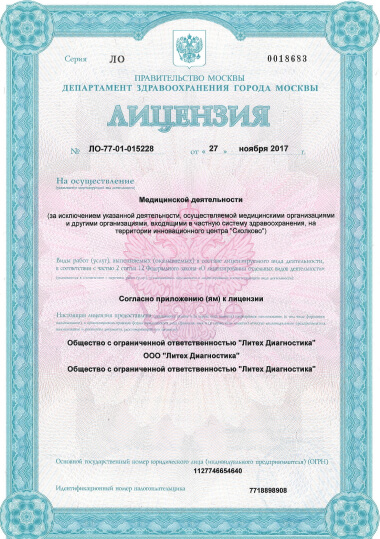 Серия ЛО 0018683
ПРАВИТЕЛЬСТВО МОСКВЫ
ДЕПАРТАМЕНТ ЗДРАВООХРАНЕНИЯ ГОРОДА МОСКВЫ
ЛИЦЕНЗИЯ
№ ЛО-77-01-015228 от « 27 » ноября 2017 г.
На осуществление
Медицинской деятельности
(за исключением указанной деятельности, осуществляемой медицинскими организациями
и другими организациями, входящими в частную систему здравоохранения, на
территории инновационного центра "Сколково")
Виды работ (услуг), выполняемых (оказываемых) в составе лицензируемого вида деятельности,
в соответствии с частью 2 статьи 12 Федерального закона «О лицензировании отдельных видов деятельности»
Согласно приложению (ям) к лицензии
Настоящая лицензия предоставлена
Общество с ограниченной ответственностью "Литех Диагностика"
ООО "Литех Диагностика"
Общество с ограниченной ответственностью "Литех Диагностика"
Основной государственный номер юридического лица (индивидуального предпринимателя) (ОГРН)
1127746654640
Идентификационный номер налогоплательщика 7718898908